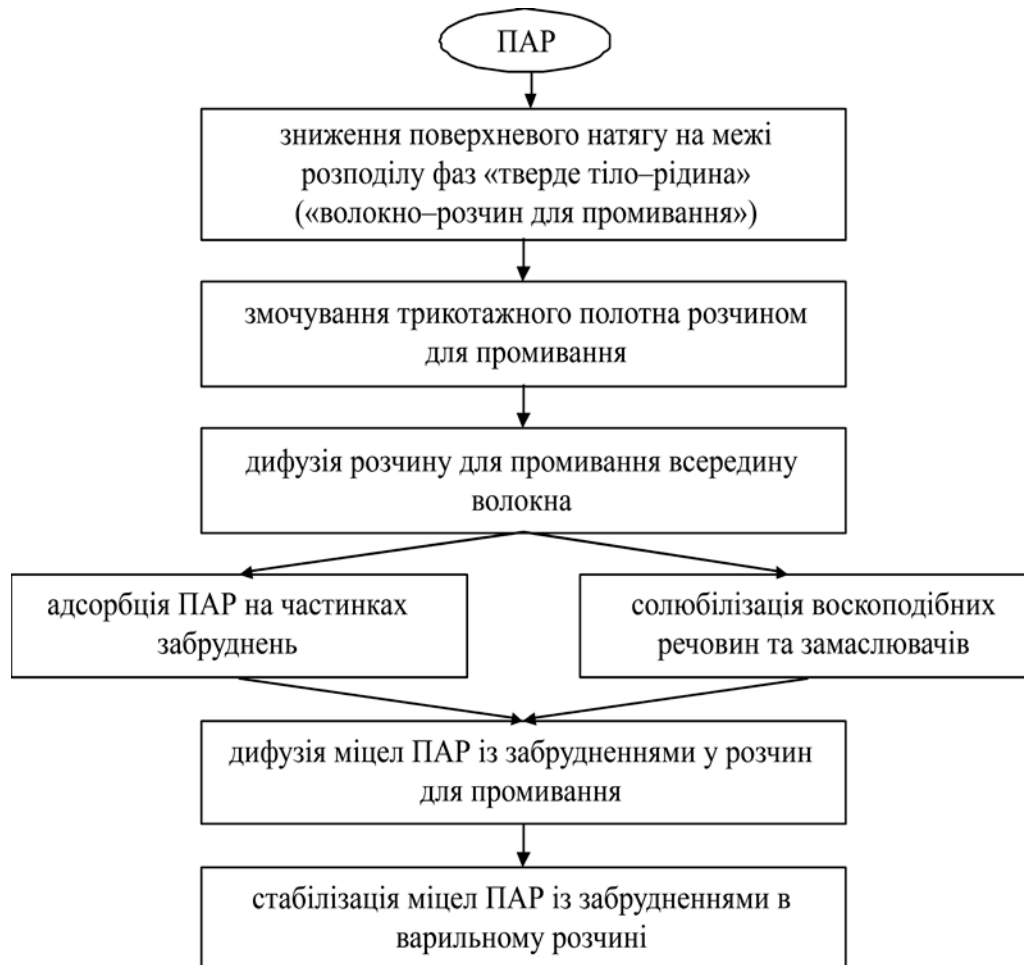 ПАР
зниження поверхневого натягу на межі
розподілу фаз «тверде тіло–рідина»
(«волокно–розчин для промивання»)
змочування трикотажного полотна розчином
для промивання
дифузія розчину для промивання всередину
волокна
адсорбція ПАР на частинках
забруднень
солюбілізація воскоподібних
речовин та замаслювачів
дифузія міцел ПАР із забрудненнями у розчин
для промивання
стабілізація міцел ПАР із забрудненнями в
варильному розчині